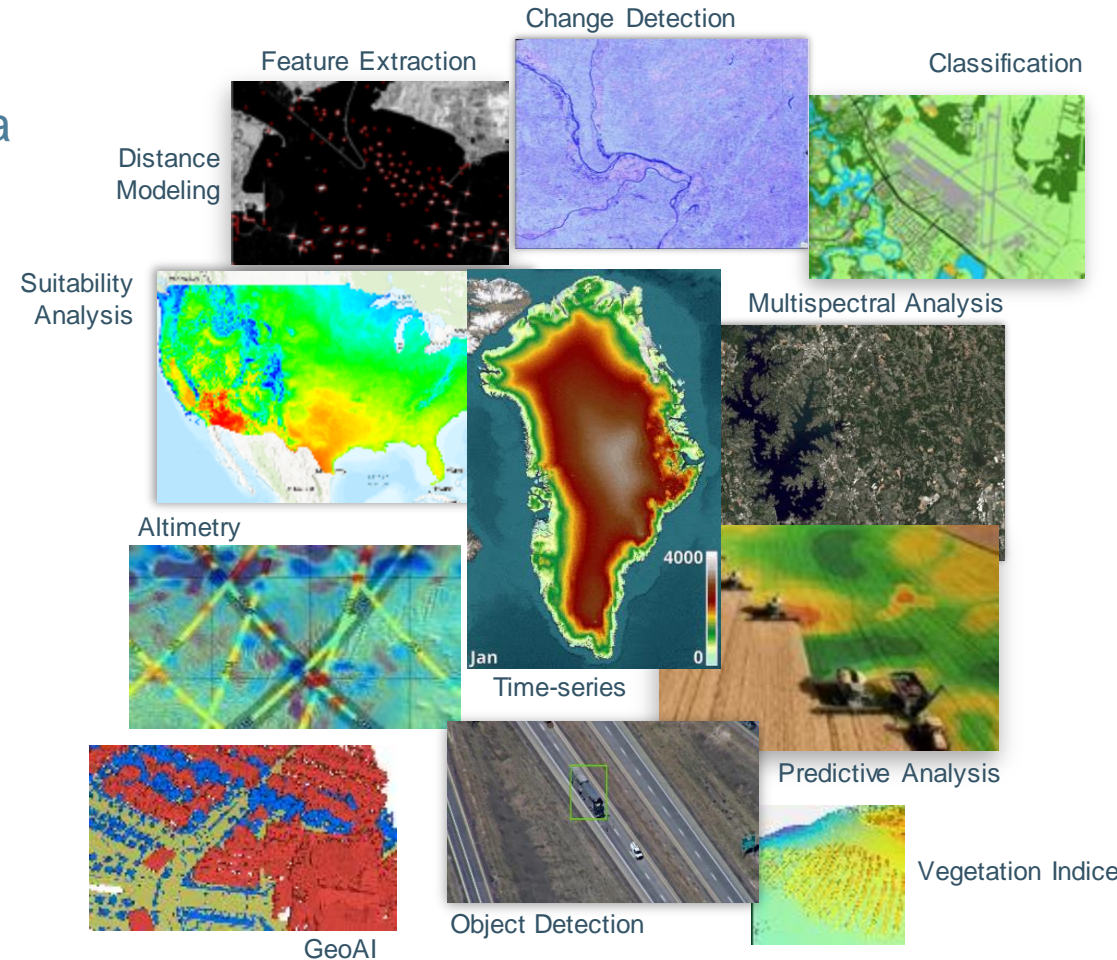 Change Detection
Feature Extraction
Classification
a
Distance
Modeling
Suitability
Analysis
Multispectral Analysis
Altimetry
4000
Jan
0
Time-series
Predictive Analysis
Vegetation Indice
Object Detection
GeoAI